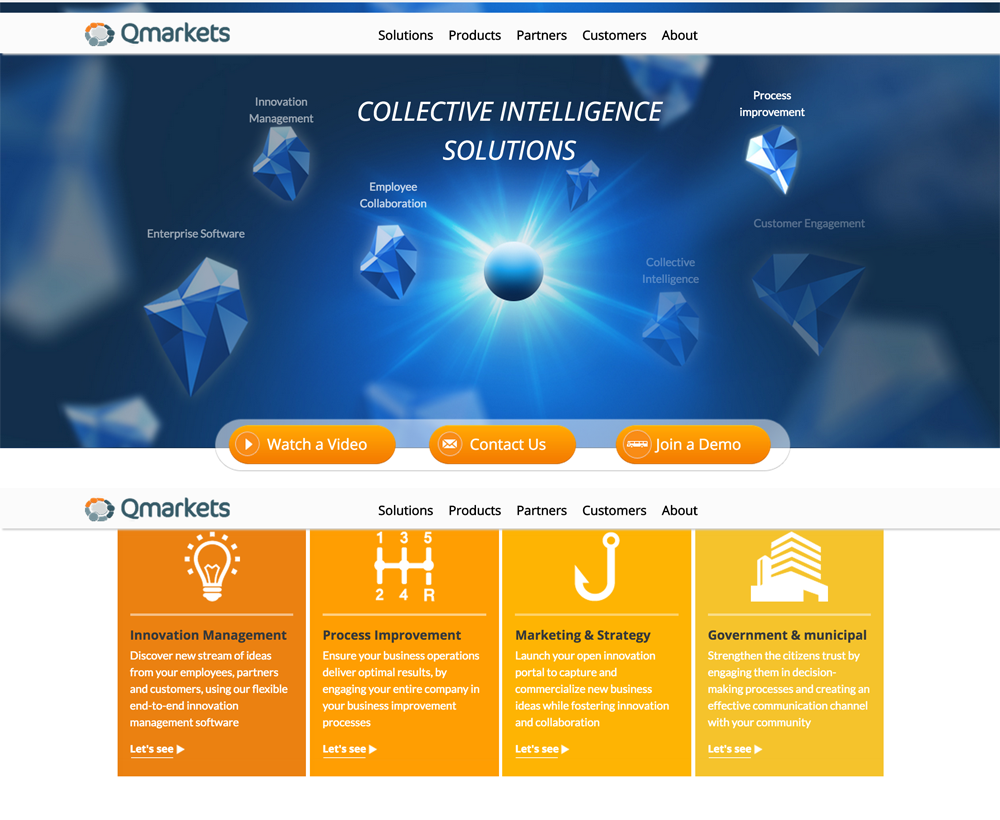 Qmarkets
Solutions Products Partners Customers About
COLLECTIVE INTELLIGENCE
SOLUTIONS
Innovation
Management
Process
improvement
Employee
Collaboration
Enterprise Software
Customer Engagement
Collective
Intelligence
Watch a Video
Contact Us
Join a Demo
Qmarkets
Solutions Products Partners Customers About
Innovation Management
Discover new stream of ideas
from your employees, partners
and customers, using our flexible
end-to-end innovation
management software
Let's see
1 3 5
2 4 R
Process Improvement
Ensure your business operations
deliver optimal results, by
engaging your entire company in
your business improvement
processes
Let's see
Marketing & Strategy
Launch your open innovation
portal to capture and
commercialize new business
ideas while fostering innovation
and collaboration
Let's see
Government & municipal
Strengthen the citizens trust by
engaging them in decision-
making processes and creating an
effective communication channel
with your community
Let's see